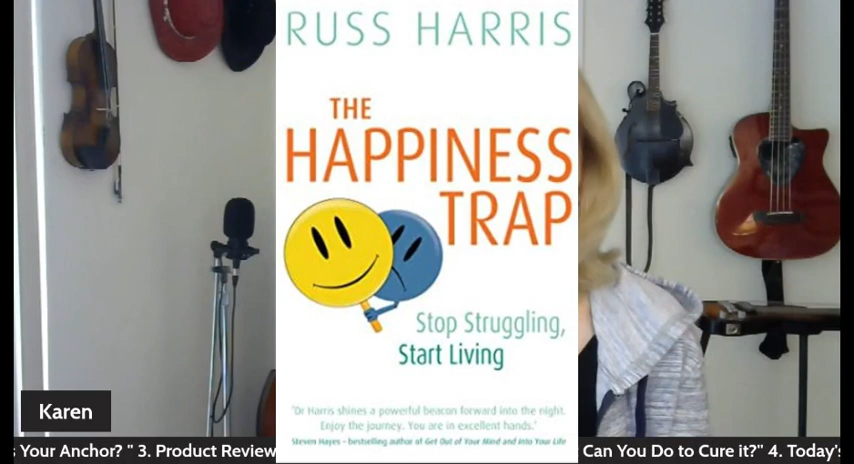 RUSS HARRIS
THE
HAPPINESS
TRAP
Stop Struggling,
Start Living
'Dr Harris shines a powerful beacon forward into the night.
Enjoy the journey. You are in excellent hands.'
Steven Hayes – bestselling author of Get Out of Your Mind and Into Your Life
Karen
s Your Anchor? " 3. Product Review
Can You Do to Cure it?" 4. Today's